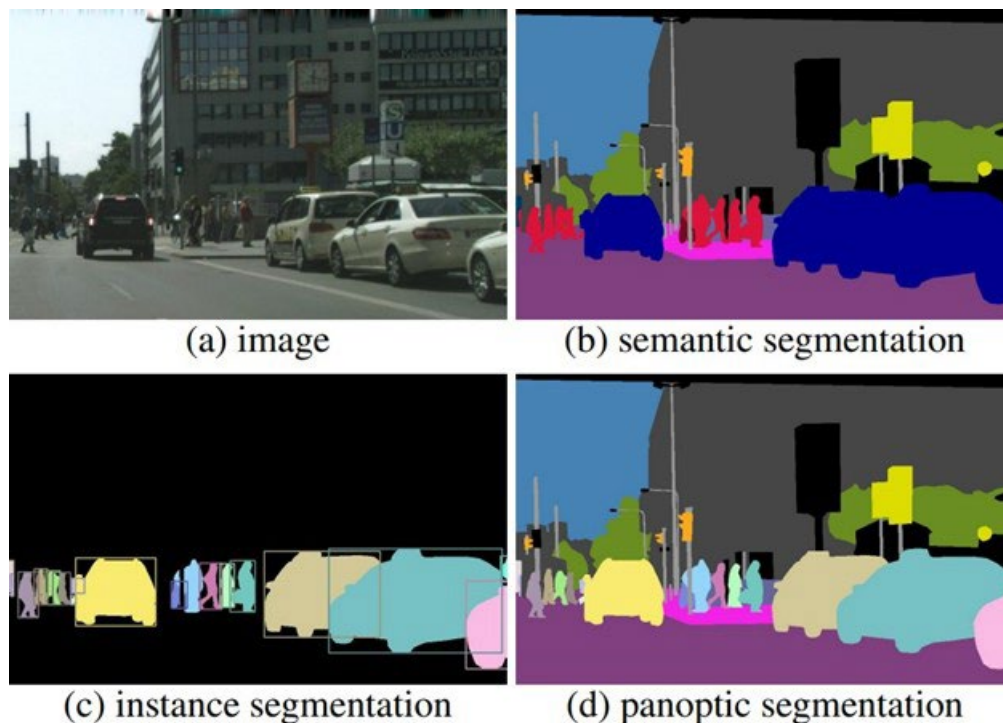 S
U
(a) image
(b) semantic segmentation
(c) instance segmentation
(d) panoptic segmentation